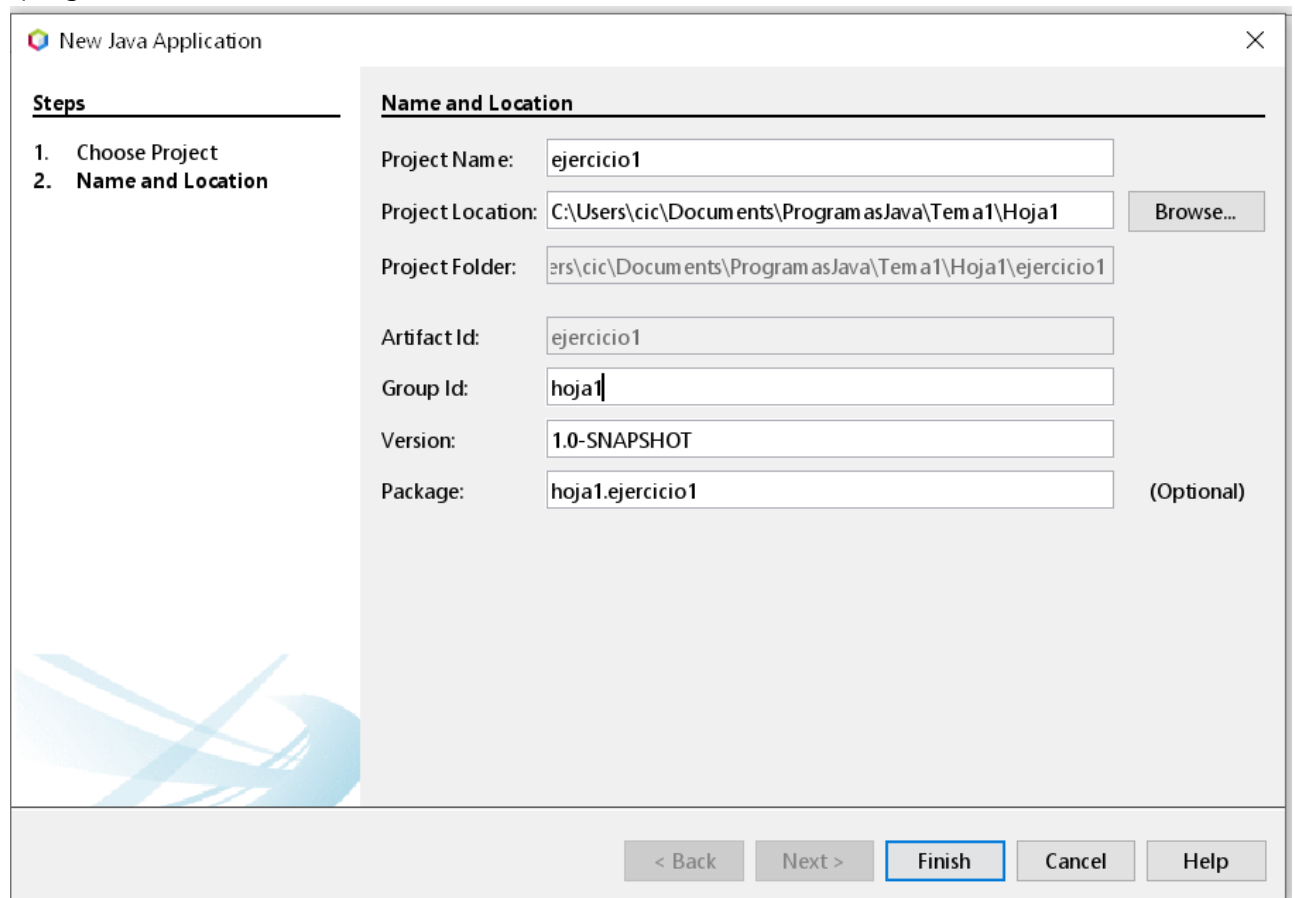 New Java Application
Steps
1. Choose Project
2. Name and Location
Name and Location
Project Name: ejercicio1
Project Location: C:\Users\cic\Documents\ProgramasJava\Tema1\Hoja1 Browse...
Project Folder: ers\cic\Documents\ProgramasJava\Tema1\Hoja1\ejercicio1
Artifact Id: ejercicio1
Group Id: hoja1
Version: 1.0-SNAPSHOT
Package: hoja1.ejercicio1 (Optional)
< Back Next > Finish Cancel Help